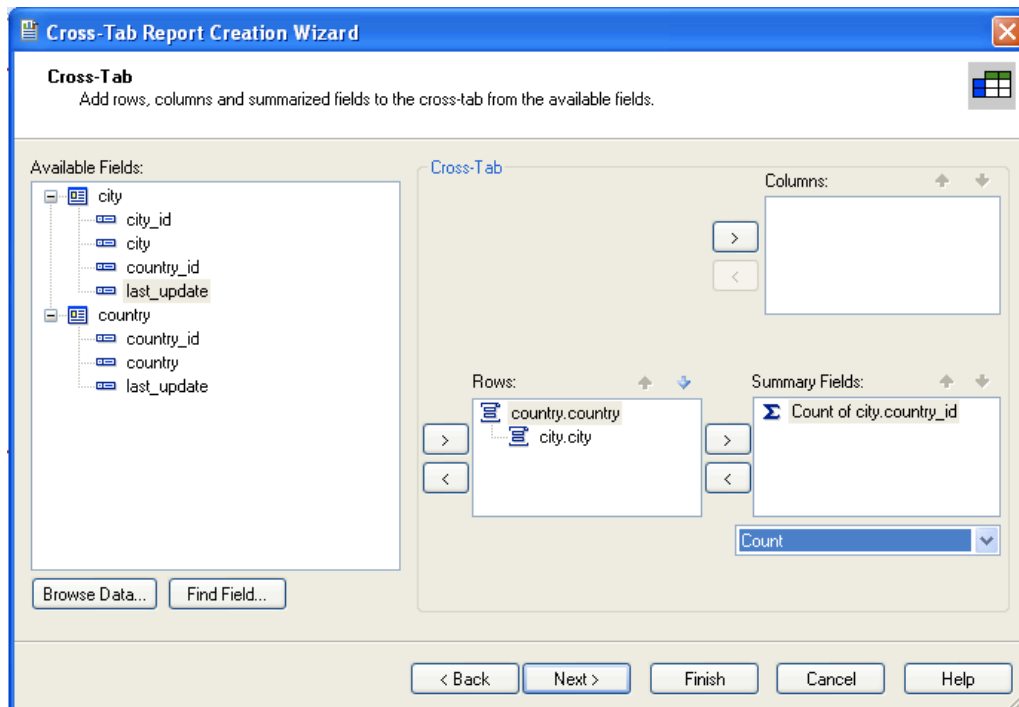 Cross-Tab Report Creation Wizard
Cross-Tab
Add rows, columns and summarized fields to the cross-tab from the available fields.
Available Fields:
city
city_id
city
country_id
last_update
country
country_id
country
last_update
Browse Data...
Find Field...
Cross-Tab
Columns:
>
<
Rows:
country.country
city.city
>
<
Summary Fields:
Σ Count of city.country_id
>
<
Count
< Back
Next >
Finish
Cancel
Help